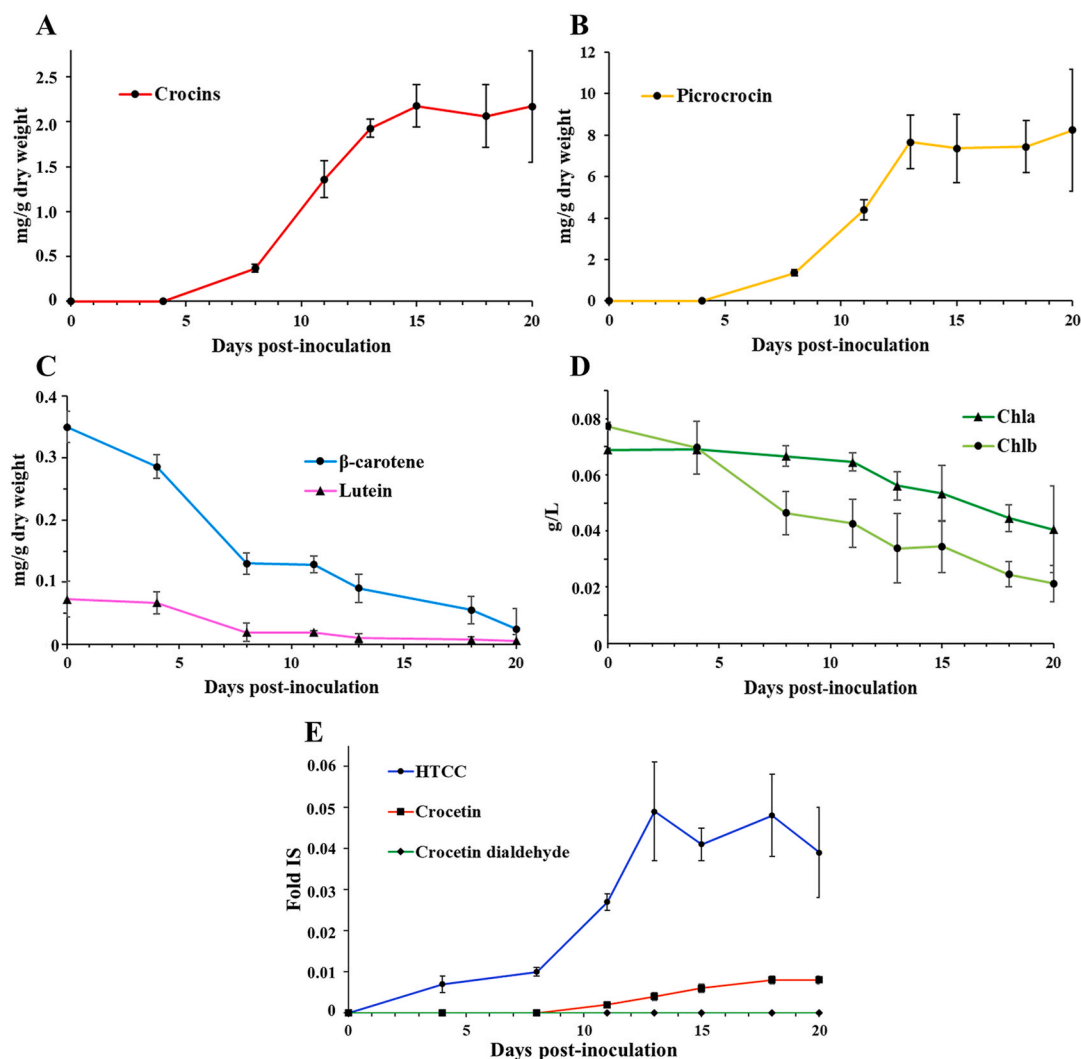 A
Crocins
mg/g dry weight
2.5
2.0
1.5
1.0
0.5
0
0 5 10 15 20
Days post-inoculation
B
Picrocrocin
mg/g dry weight
12
10
8
6
4
2
0
0 5 10 15 20
Days post-inoculation
C
β-carotene
Lutein
mg/g dry weight
0.4
0.3
0.2
0.1
0
0 5 10 15 20
Days post-inoculation
D
Chla
Chlb
g/L
0.08
0.06
0.04
0.02
0
0 5 10 15 20
Days post-inoculation
E
HTCC
Crocetin
Crocetin dialdehyde
Fold IS
0.06
0.05
0.04
0.03
0.02
0.01
0
0 5 10 15 20
Days post-inoculation